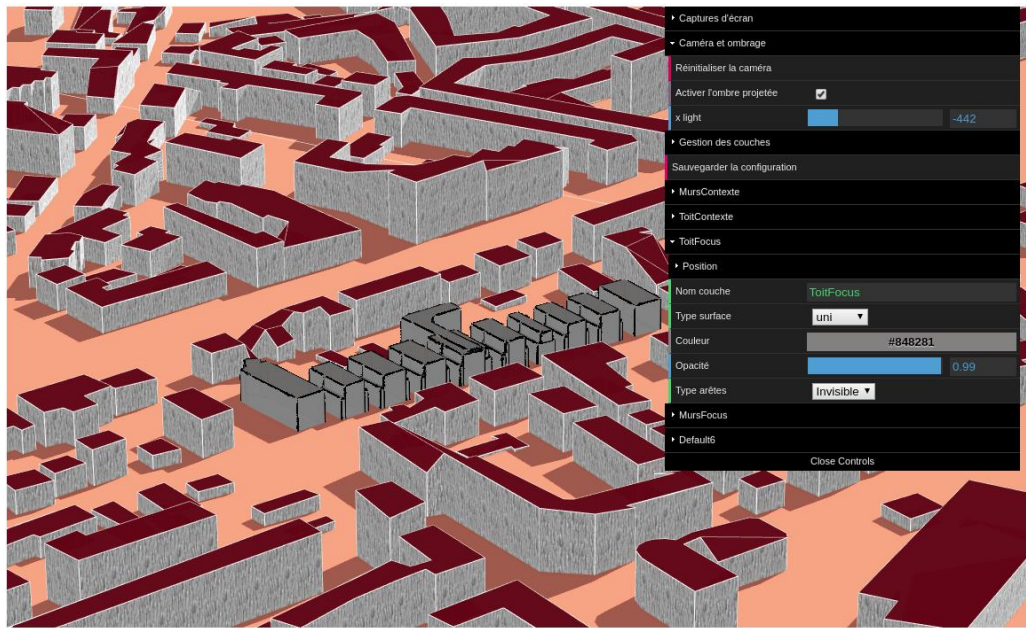 Captures d'écran
Caméra et ombrage
Réinitialiser la caméra
Activer l'ombre projetée
x light -442
Gestion des couches
Sauvegarder la configuration
MursContexte
ToitContexte
ToitFocus
Position
Nom couche ToitFocus
Type surface uni
Couleur #848281
Opacité 0.99
Type arêtes Invisible
MursFocus
Default6
Close Controls